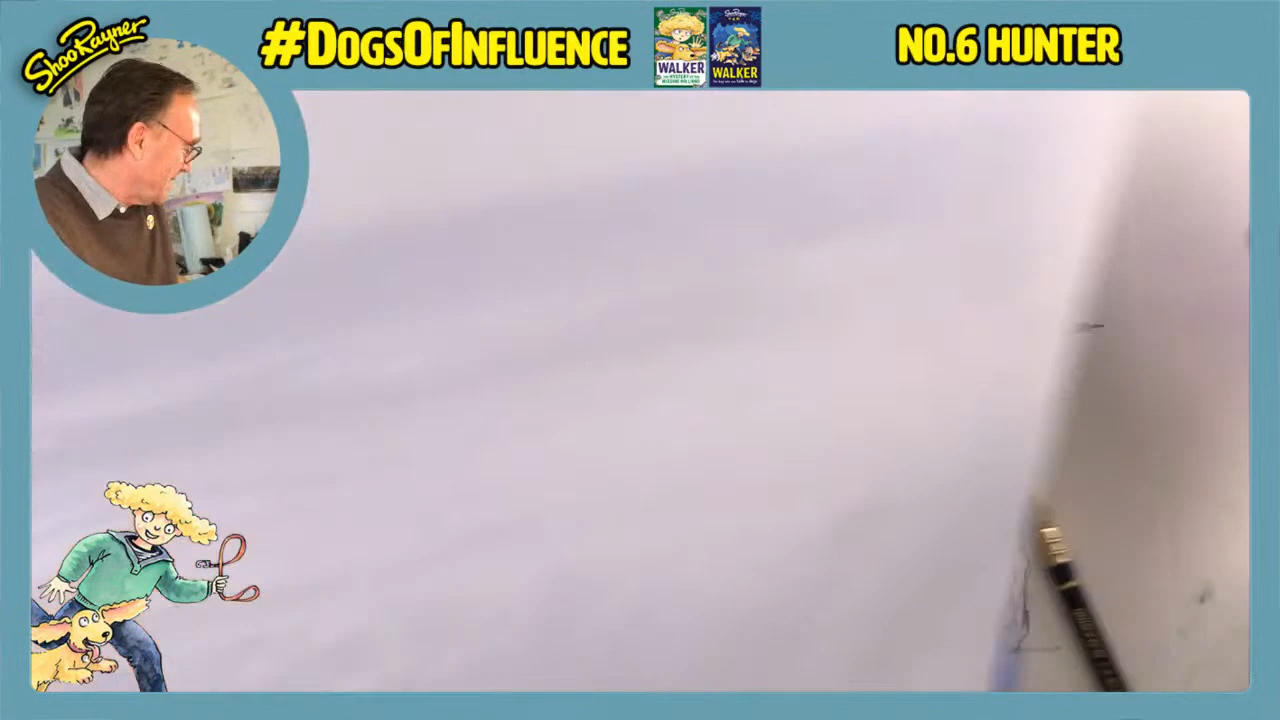 ShooRayner
#DOGSOFINFLUENCE
WALKER
WALKER
NO.6 HUNTER